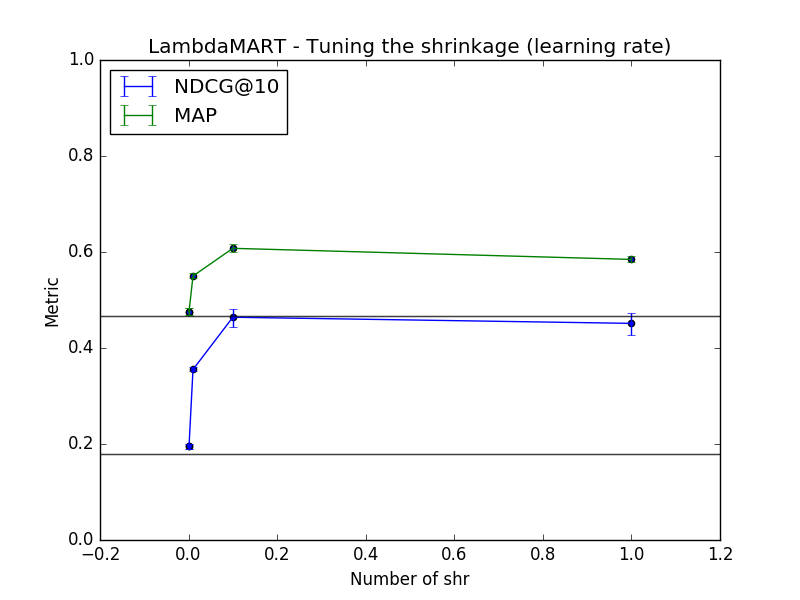 LambdaMART - Tuning the shrinkage (learning rate)
NDCG@10
MAP
1.0
0.8
0.6
0.4
0.2
0.0
Metric
−0.2 0.0 0.2 0.4 0.6 0.8 1.0 1.2
Number of shr